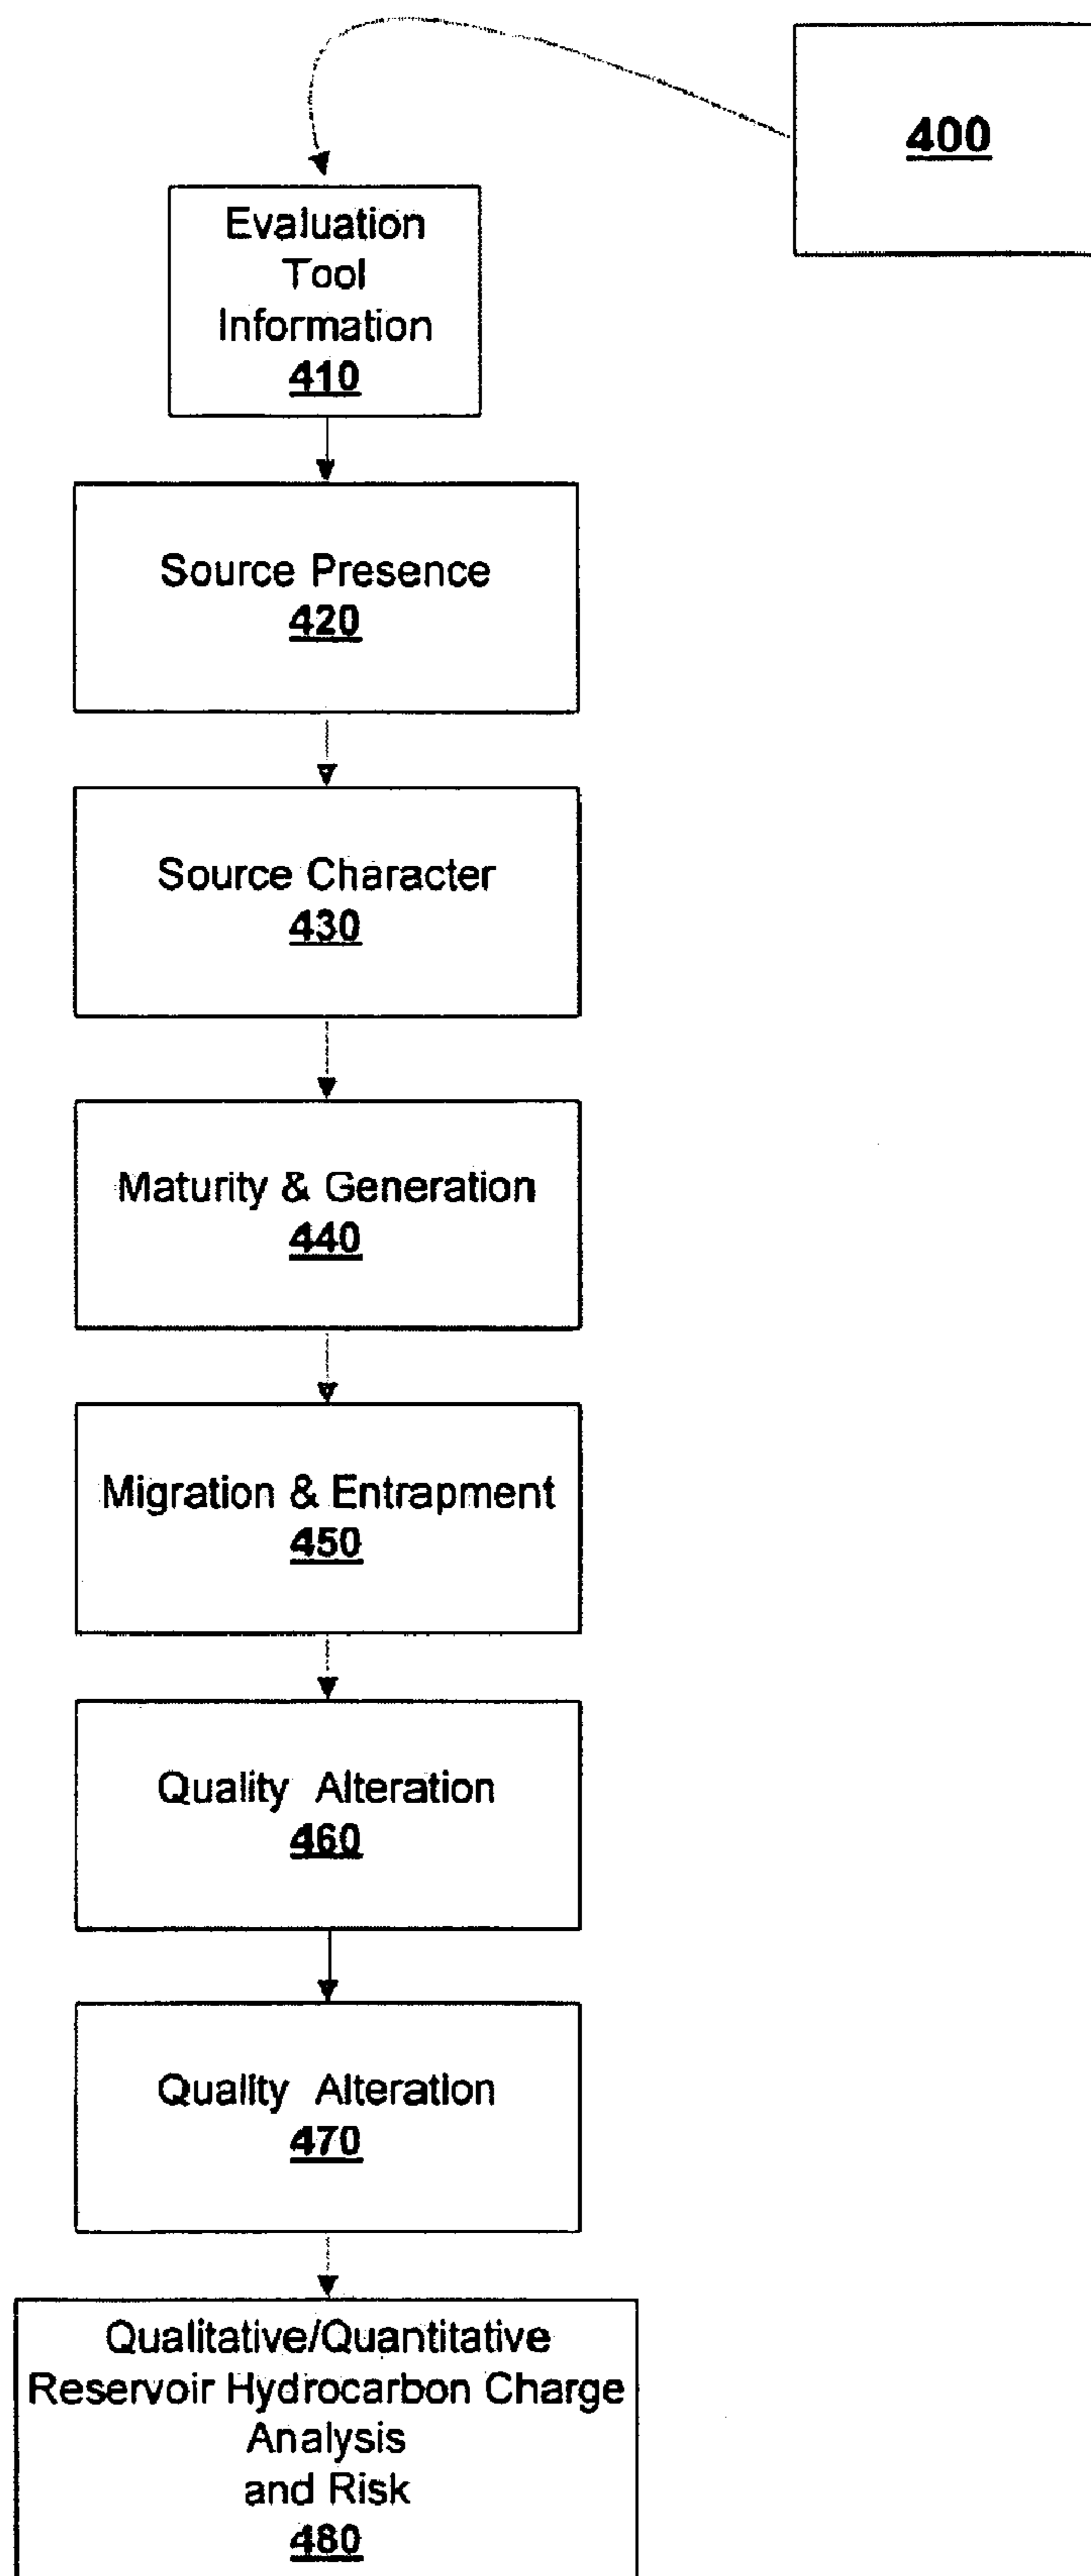 400
Evaluation
Tool
Information
410
Source Presence
420
Source Character
430
Maturity & Generation
440
Migration & Entrapment
450
Quality Alteration
460
Quality Alteration
470
Qualitative/Quantitative
Reservoir Hydrocarbon Charge
Analysis
and Risk
480